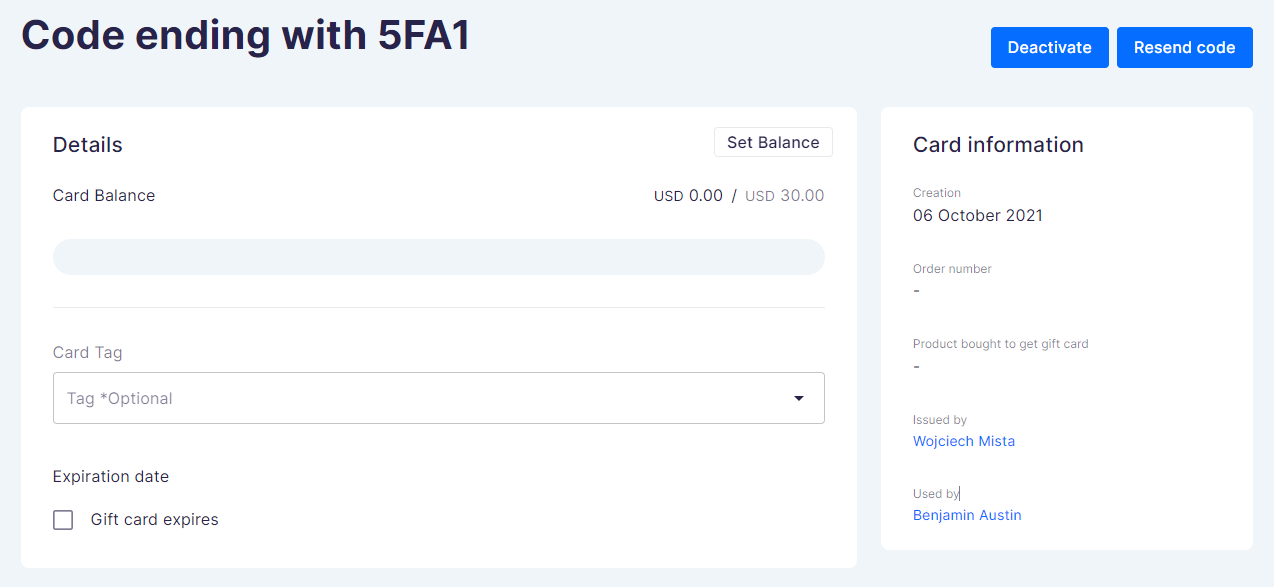 Code ending with 5FA1
Deactivate
Resend code
Details
Set Balance
Card Balance
USD 0.00 / USD 30.00
Card Tag
Tag *Optional
Expiration date
Gift card expires
Card information
Creation
06 October 2021
Order number
-
Product bought to get gift card
-
Issued by
Wojciech Mista
Used by
Benjamin Austin